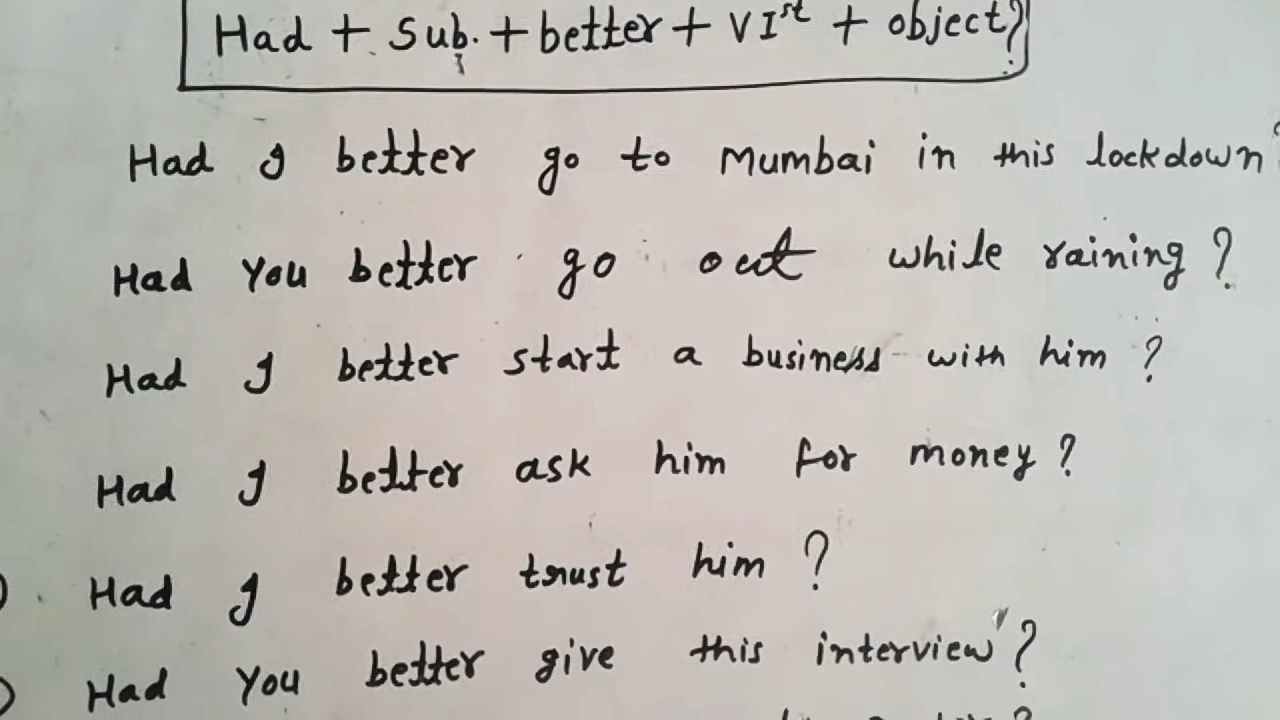 Had + Sub. + better + VIst + object?
Had I better go to Mumbai in this lockdown?
Had You better go out while raining?
Had I better start a business with him?
Had I better ask him for money?
Had I better trust him?
Had You better give this interview?